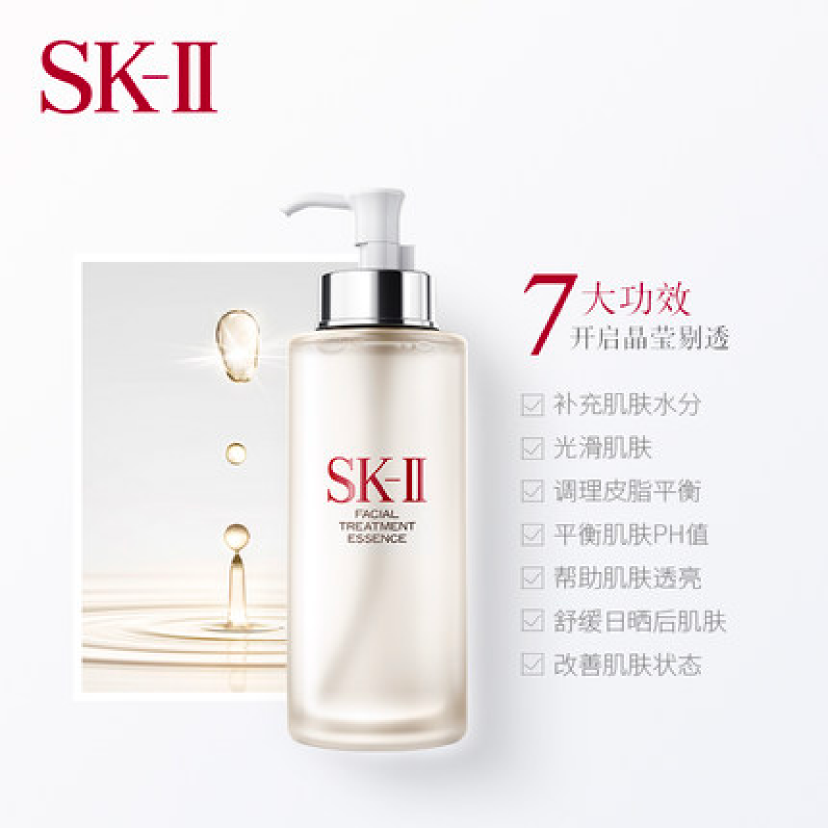 SK-II
7大功效
开启晶莹剔透
补充肌肤水分
光滑肌肤
调理皮脂平衡
平衡肌肤PH值
帮助肌肤透亮
舒缓日晒后肌肤
改善肌肤状态
SK-II
FACIAL
TREATMENT
ESSENCE